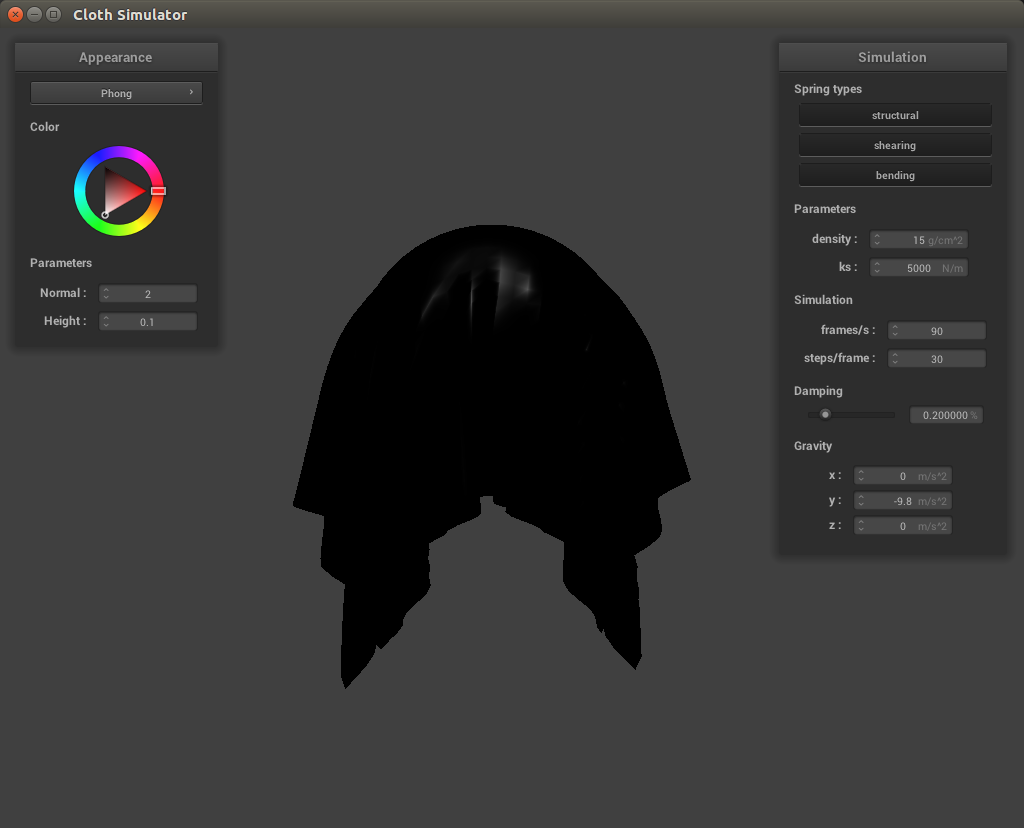 Cloth Simulator
Appearance
Phong
Color
Parameters
Normal : 2
Height : 0.1
Simulation
Spring types
structural
shearing
bending
Parameters
density : 15 g/cm^2
ks : 5000 N/m
Simulation
frames/s : 90
steps/frame : 30
Damping
0.200000 %
Gravity
x : 0 m/s^2
y : -9.8 m/s^2
z : 0 m/s^2